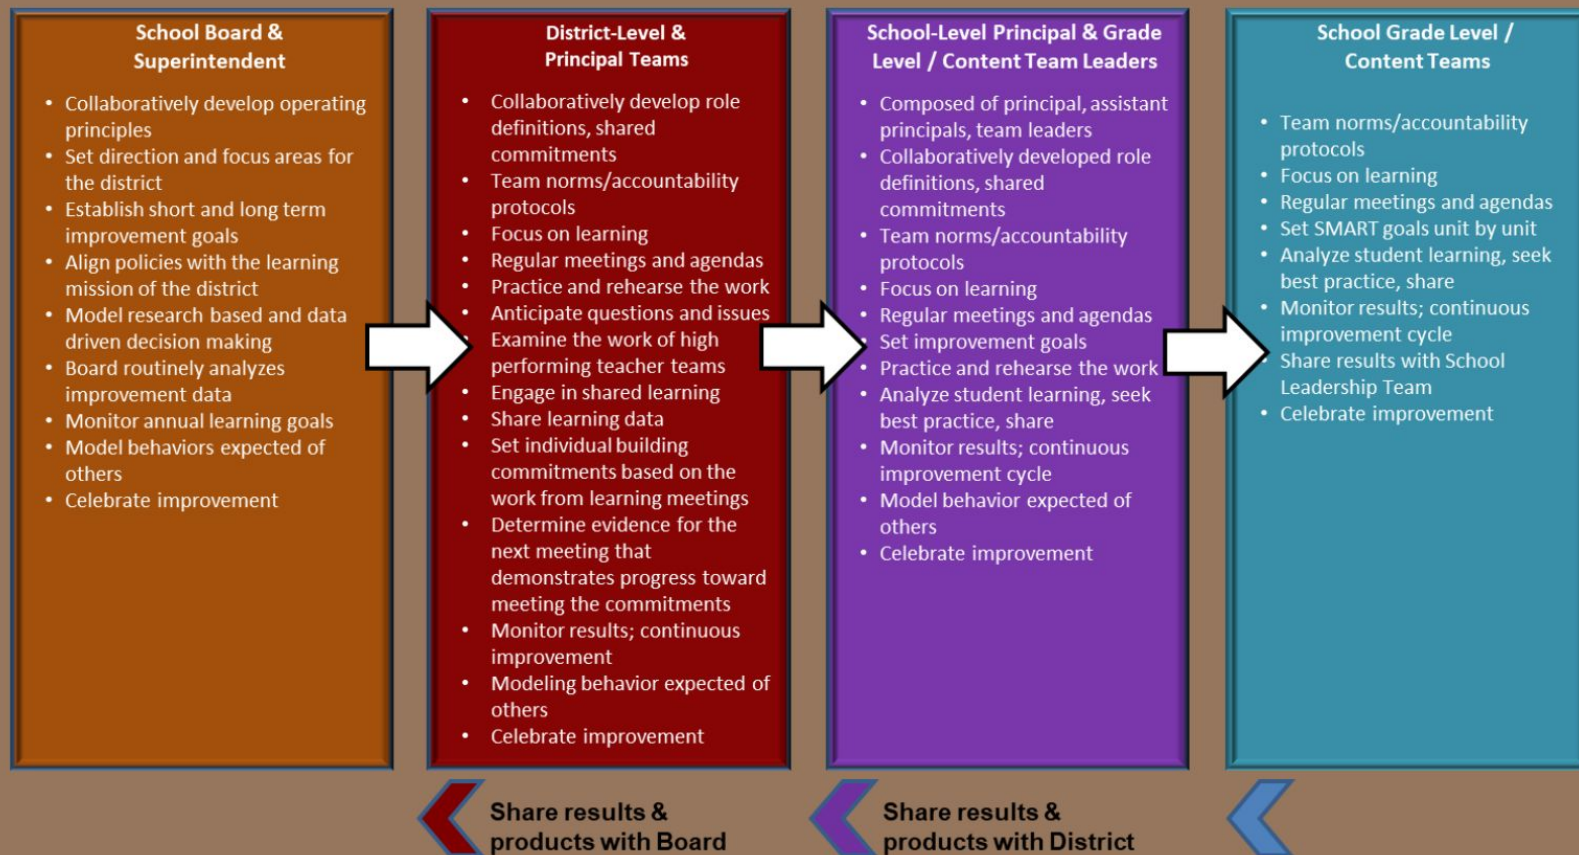 School Board &
Superintendent
• Collaboratively develop operating
principles
• Set direction and focus areas for
the district
• Establish short and long term
improvement goals
• Align policies with the learning
mission of the district
• Model research based and data
driven decision making
• Board routinely analyzes
improvement data
• Monitor annual learning goals
• Model behaviors expected of
others
• Celebrate improvement
District-Level &
Principal Teams
• Collaboratively develop role
definitions, shared
commitments
• Team norms/accountability
protocols
• Focus on learning
• Regular meetings and agendas
• Practice and rehearse the work
• Anticipate questions and issues
• Examine the work of high
performing teacher teams
• Engage in shared learning
• Share learning data
• Set individual building
commitments based on the
work from learning meetings
• Determine evidence for the
next meeting that
demonstrates progress toward
meeting the commitments
• Monitor results; continuous
improvement
• Modeling behavior expected of
others
• Celebrate improvement
School-Level Principal & Grade
Level / Content Team Leaders
• Composed of principal, assistant
principals, team leaders
• Collaboratively developed role
definitions, shared
commitments
• Team norms/accountability
protocols
• Focus on learning
• Regular meetings and agendas
• Set improvement goals
• Practice and rehearse the work
• Analyze student learning, seek
best practice, share
• Monitor results; continuous
improvement cycle
• Model behavior expected of
others
• Celebrate improvement
School Grade Level /
Content Teams
• Team norms/accountability
protocols
• Focus on learning
• Regular meetings and agendas
• Set SMART goals unit by unit
• Analyze student learning, seek
best practice, share
• Monitor results; continuous
improvement cycle
• Share results with School
Leadership Team
• Celebrate improvement
Share results &
products with Board
Share results &
products with District